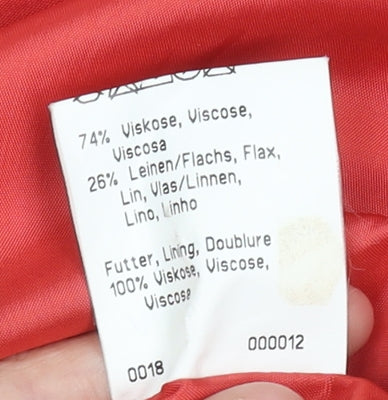 74% Viskose, Viscose,
Viscosa
26% Leinen/Flachs, Flax,
Lin, Vlas/Linnen,
Lino, Linho
Futter, Lining, Doublure
100% Viskose, Viscose,
Viscosa
0018 000012